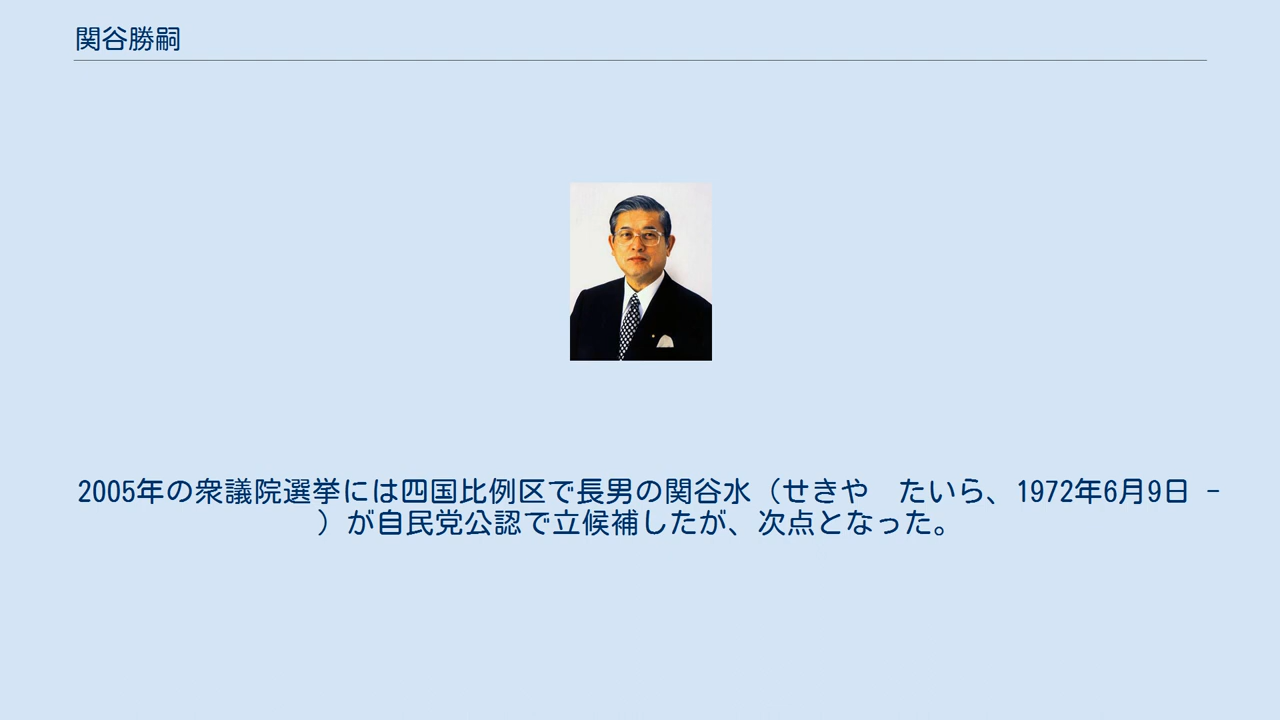 関谷勝嗣
2005年の衆議院選挙には四国比例区で長男の関谷水（せきや　たいら、1972年6月9日 -
）が自民党公認で立候補したが、次点となった。